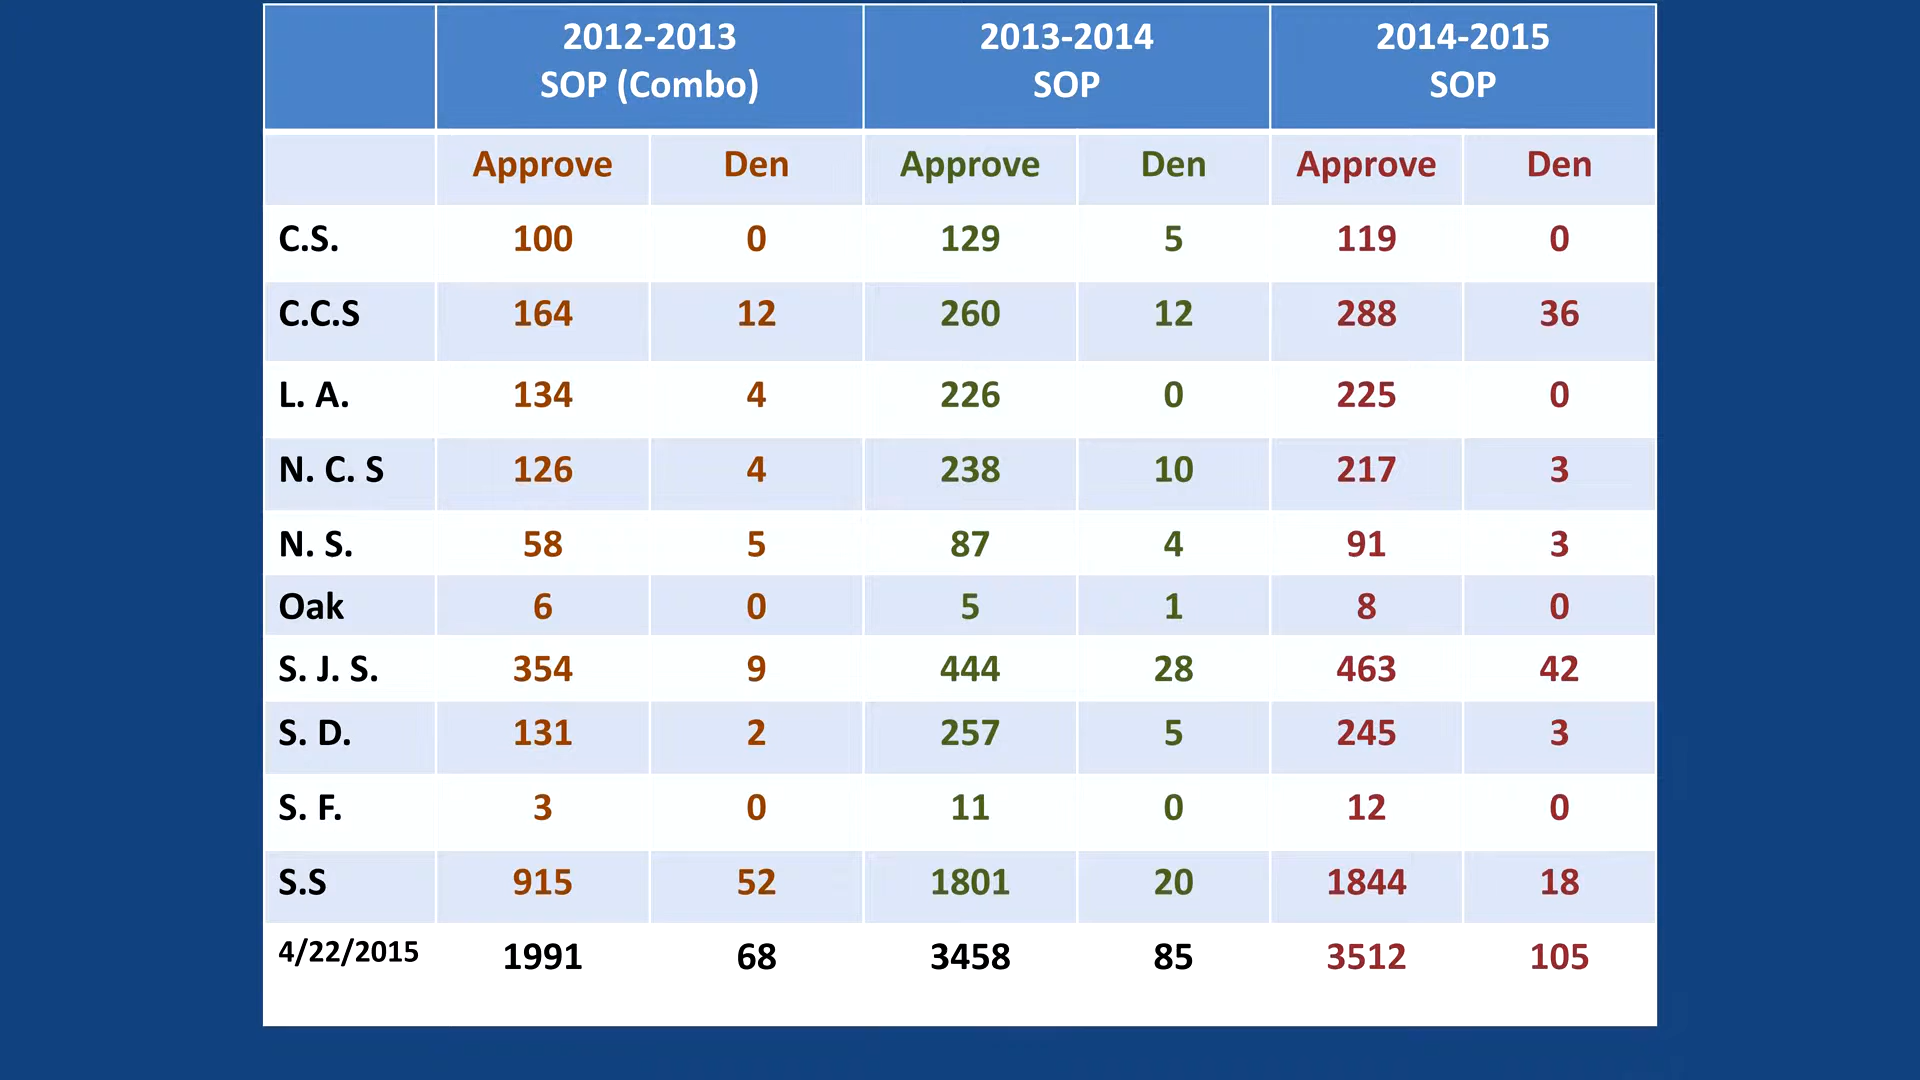 2012-2013 2013-2014 2014-2015
SOP (Combo) SOP SOP
Approve Den Approve Den Approve Den
C.S. 100 0 129 5 119 0
C.C.S 164 12 260 12 288 36
L. A. 134 4 226 0 225 0
N. C. S 126 4 238 10 217 3
N. S. 58 5 87 4 91 3
Oak 6 0 5 1 8 0
S. J. S. 354 9 444 28 463 42
S. D. 131 2 257 5 245 3
S. F. 3 0 11 0 12 0
S.S 915 52 1801 20 1844 18
4/22/2015 1991 68 3458 85 3512 105